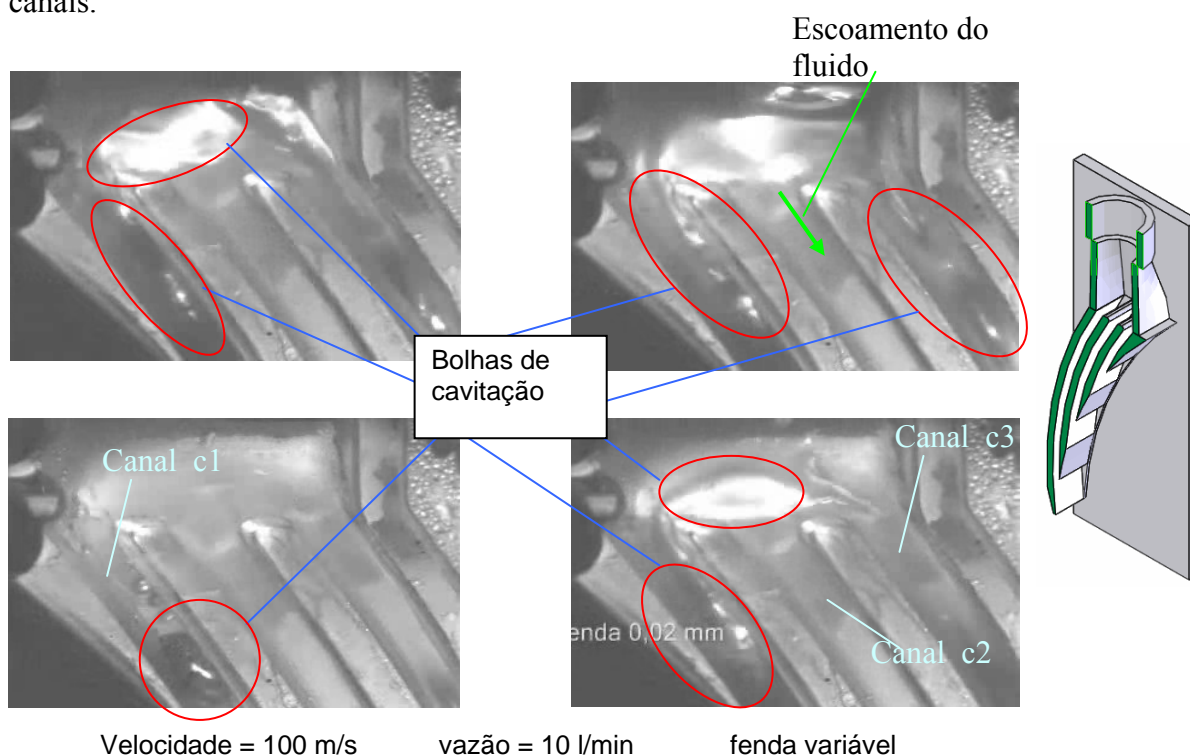 canais.
Escoamento do
fluido
Bolhas de
cavitação
Canal c1
Canal c3
enda 0,02 mm
Canal c2
Velocidade = 100 m/s vazão = 10 l/min fenda variável